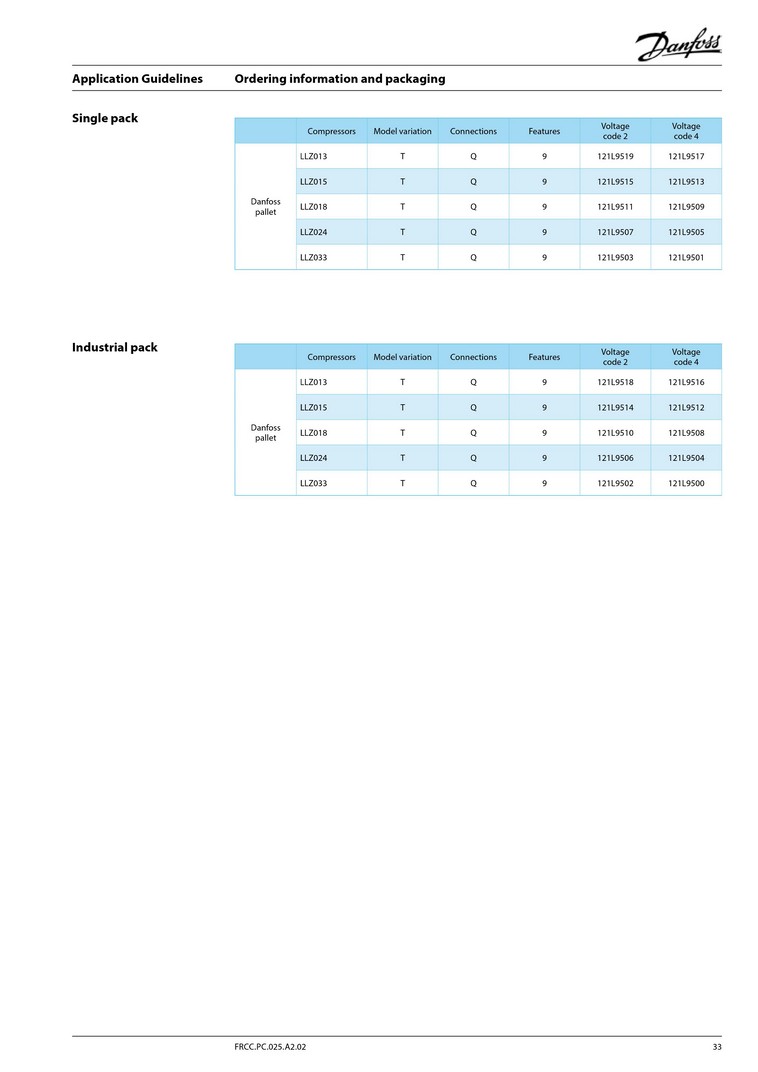 Danfoss
Application Guidelines Ordering information and packaging
Single pack
Compressors Model variation Connections Features Voltage code 2 Voltage code 4
Danfoss pallet
LLZ013 T Q 9 121L9519 121L9517
LLZ015 T Q 9 121L9515 121L9513
LLZ018 T Q 9 121L9511 121L9509
LLZ024 T Q 9 121L9507 121L9505
LLZ033 T Q 9 121L9503 121L9501
Industrial pack
Compressors Model variation Connections Features Voltage code 2 Voltage code 4
Danfoss pallet
LLZ013 T Q 9 121L9518 121L9516
LLZ015 T Q 9 121L9514 121L9512
LLZ018 T Q 9 121L9510 121L9508
LLZ024 T Q 9 121L9506 121L9504
LLZ033 T Q 9 121L9502 121L9500
FRCC.PC.025.A2.02 33